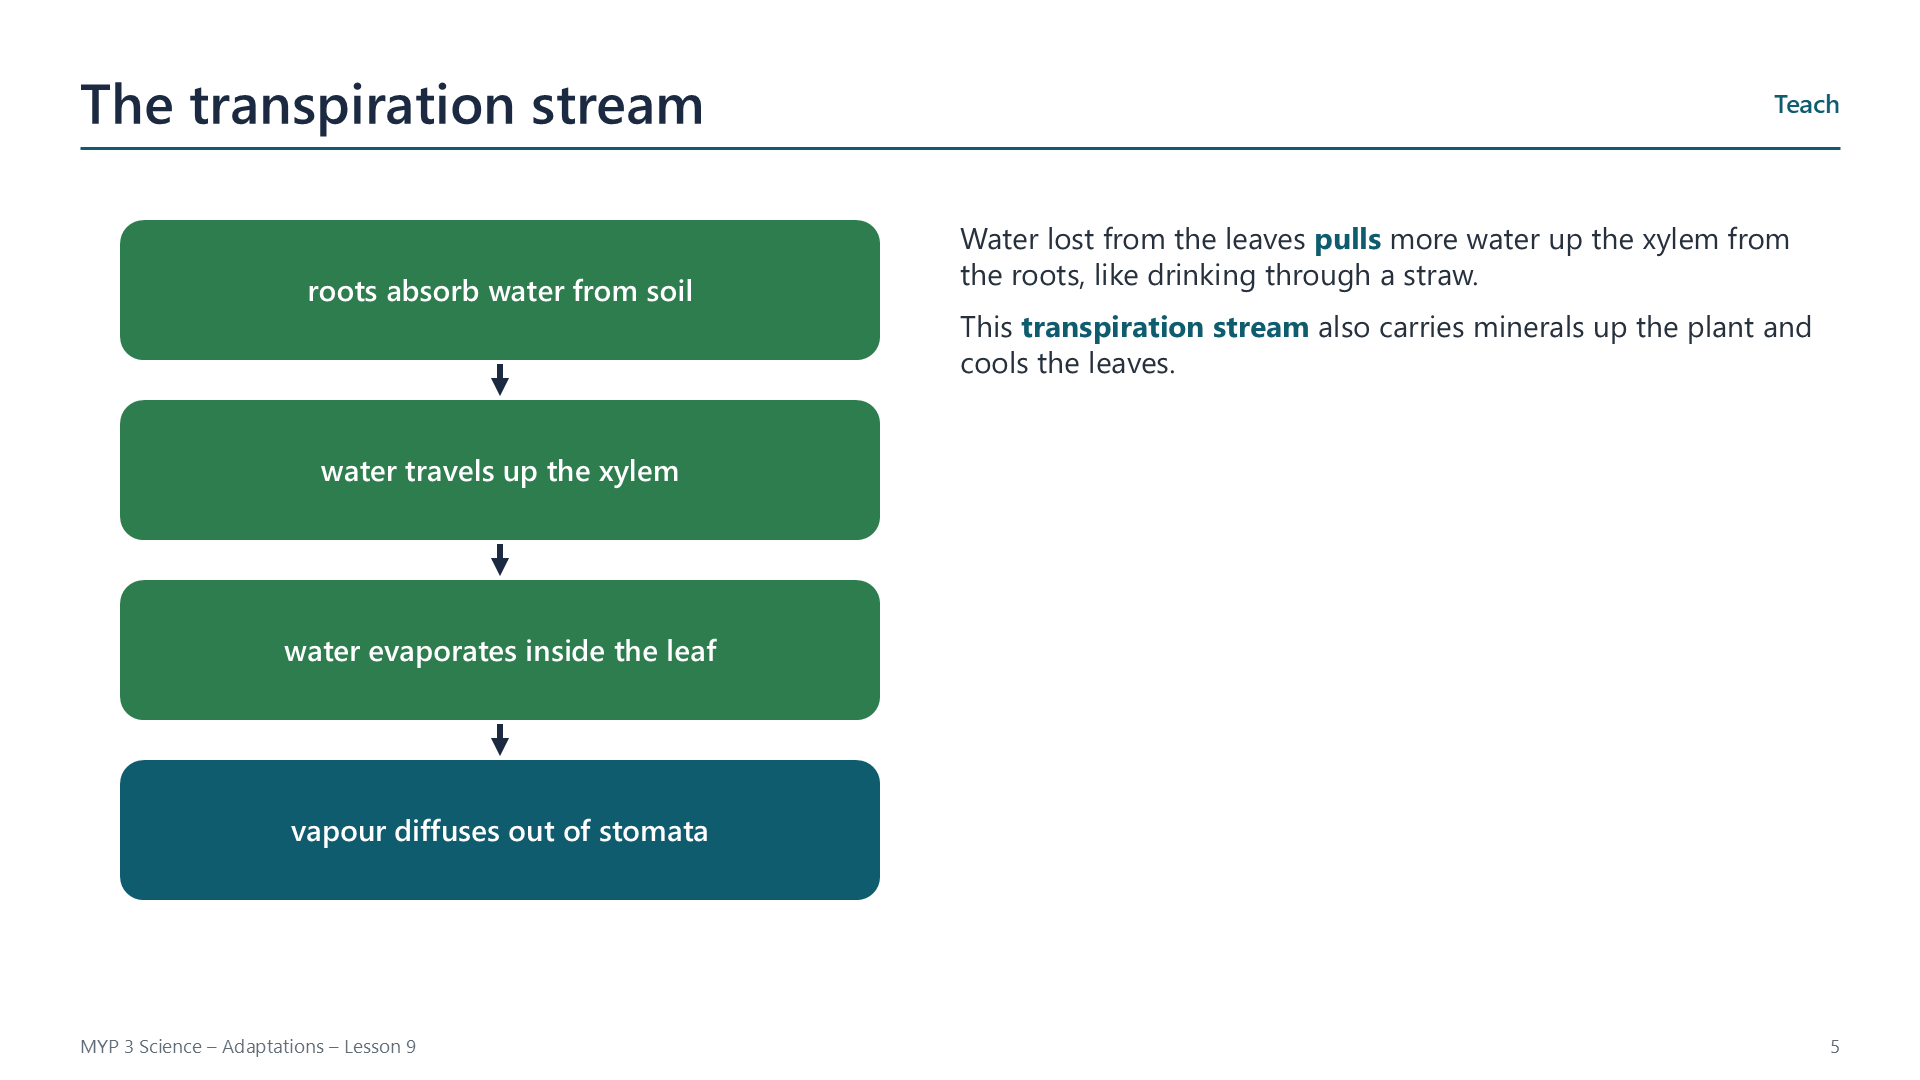 The transpiration stream
Teach
roots absorb water from soil
water travels up the xylem
water evaporates inside the leaf
vapour diffuses out of stomata
Water lost from the leaves pulls more water up the xylem from
the roots, like drinking through a straw.
This transpiration stream also carries minerals up the plant and
cools the leaves.
MYP 3 Science – Adaptations – Lesson 9
5